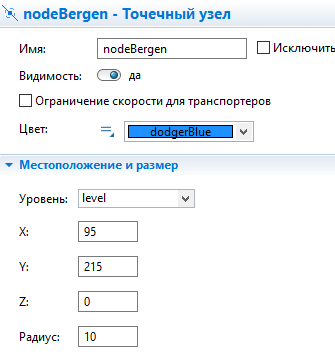 nodeBergen - Точечный узел
Имя: nodeBergen Исключить
Видимость: да
Ограничение скорости для транспортеров
Цвет: dodgerBlue
Местоположение и размер
Уровень: level
X: 95
Y: 215
Z: 0
Радиус: 10